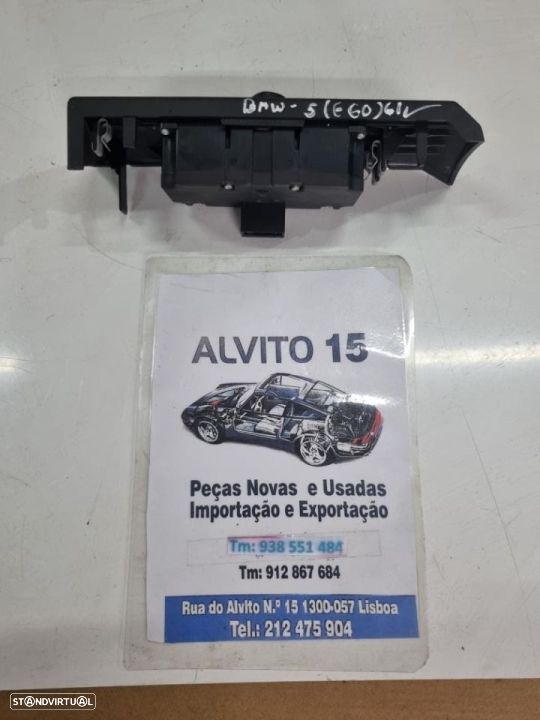 BMW - 5 (E60)
ALVITO 15
Peças Novas e Usadas
Importação e Exportação
Tm: 938 551 484
Tm: 912 867 684
Rua do Alvito N.º 15 1300-057 Lisboa
Tel.: 212 475 904
STANDVIRTUAL